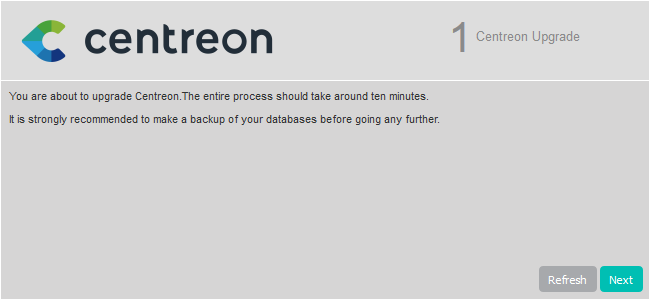 centreon
1 Centreon Upgrade
You are about to upgrade Centreon.The entire process should take around ten minutes.
It is strongly recommended to make a backup of your databases before going any further.
Refresh Next